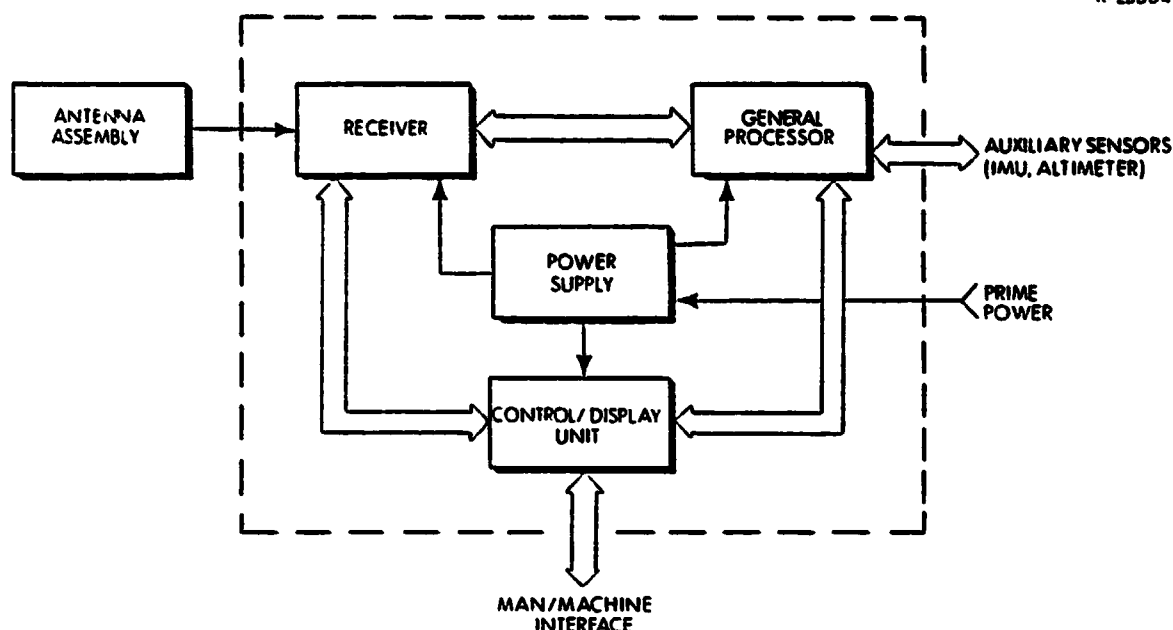 ANTENNA
ASSEMBLY
RECEIVER
GENERAL
PROCESSOR
AUXILIARY SENSORS
(IMU, ALTIMETER)
POWER
SUPPLY
PRIME
POWER
CONTROL/DISPLAY
UNIT
MAN/MACHINE
INTERFACE